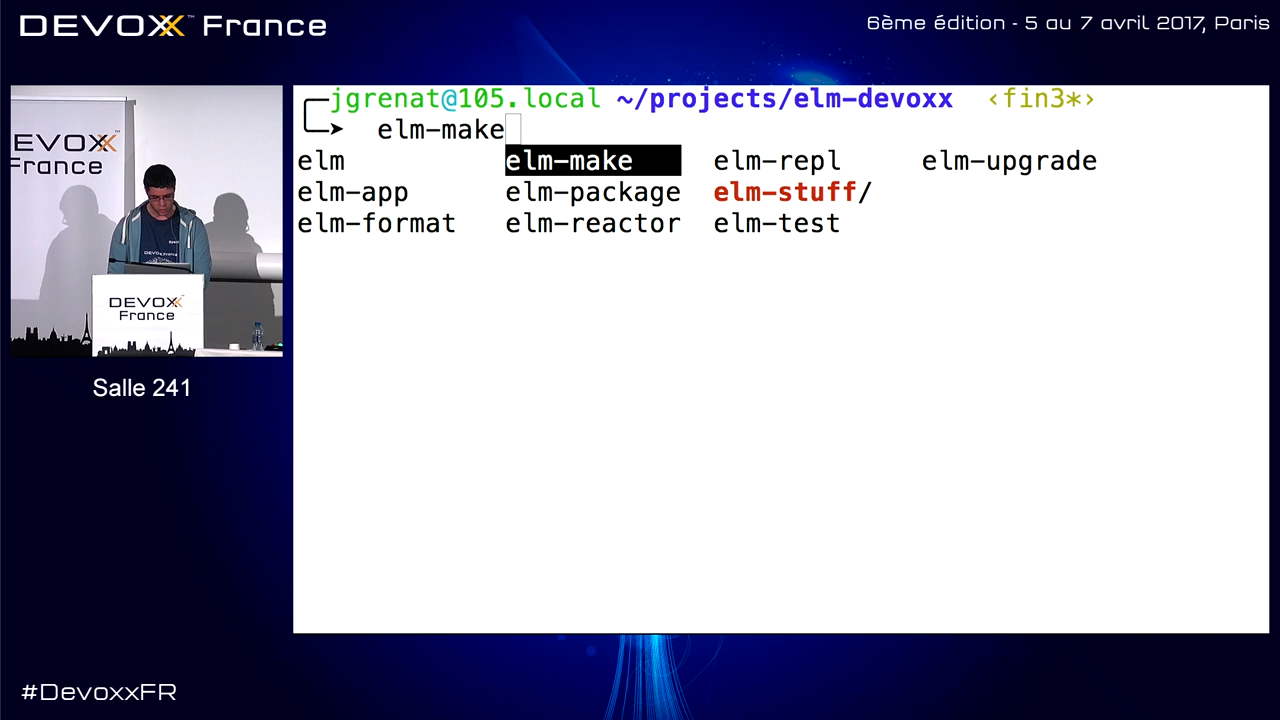 DEVOXX™ France
6ème édition - 5 au 7 avril 2017, Paris
EVOXX™
France
DEVOXX
France
Salle 241
#DevoxxFR
jgrenat@105.local ~/projects/elm-devoxx ‹fin3*›
elm-make
elm elm-make elm-repl elm-upgrade
elm-app elm-package elm-stuff/
elm-format elm-reactor elm-test